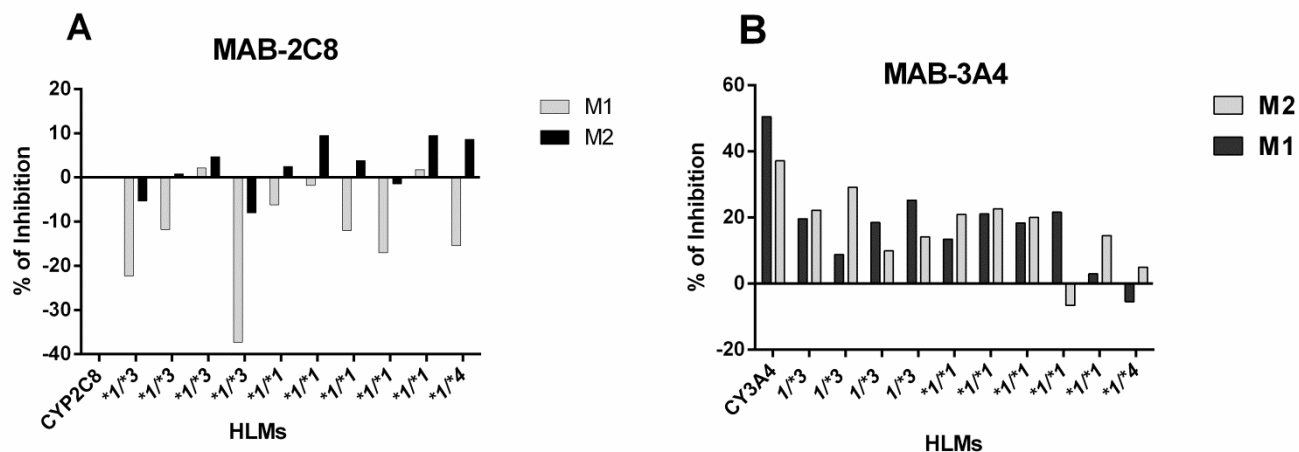 A
MAB-2C8
% of Inhibition
20
10
0
-10
-20
-30
-40
CYP2C8
*1/*3
*1/*3
*1/*3
*1/*3
*1/*1
*1/*1
*1/*1
*1/*1
*1/*1
*1/*4
HLMs
M1
M2
B
MAB-3A4
% of Inhibition
60
40
20
0
-20
CY3A4
1/*3
1/*3
1/*3
1/*3
*1/*1
*1/*1
*1/*1
*1/*1
*1/*1
*1/*4
HLMs
M2
M1